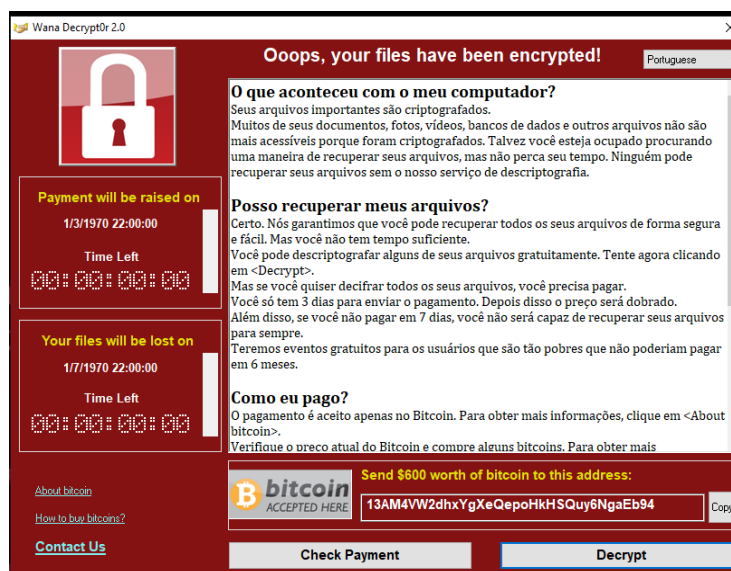 Wana Decrypt0r 2.0
Ooops, your files have been encrypted!
Portuguese
Payment will be raised on
1/3/1970 22:00:00
Time Left
00:00:00:00
Your files will be lost on
1/7/1970 22:00:00
Time Left
00:00:00:00
About bitcoin
How to buy bitcoins?
Contact Us
O que aconteceu com o meu computador?
Seus arquivos importantes são criptografados.
Muitos de seus documentos, fotos, vídeos, bancos de dados e outros arquivos não são
mais acessíveis porque foram criptografados. Talvez você esteja ocupado procurando
uma maneira de recuperar seus arquivos, mas não perca seu tempo. Ninguém pode
recuperar seus arquivos sem o nosso serviço de descriptografia.
Posso recuperar meus arquivos?
Certo. Nós garantimos que você pode recuperar todos os seus arquivos de forma segura
e fácil. Mas você não tem tempo suficiente.
Você pode descriptografar alguns de seus arquivos gratuitamente. Tente agora clicando
em <Decrypt>.
Mas se você quiser decifrar todos os seus arquivos, você precisa pagar.
Você só tem 3 dias para enviar o pagamento. Depois disso o preço será dobrado.
Além disso, se você não pagar em 7 dias, você não será capaz de recuperar seus arquivos
para sempre.
Teremos eventos gratuitos para os usuários que são tão pobres que não poderiam pagar
em 6 meses.
Como eu pago?
O pagamento é aceito apenas no Bitcoin. Para obter mais informações, clique em <About
bitcoin>.
Verifique o preço atual do Bitcoin e compre alguns bitcoins. Para obter mais
bitcoin
ACCEPTED HERE
Send $600 worth of bitcoin to this address:
13AM4VW2dhxYgXeQepoHkHSQuy6NgaEb94
Copy
Check Payment
Decrypt